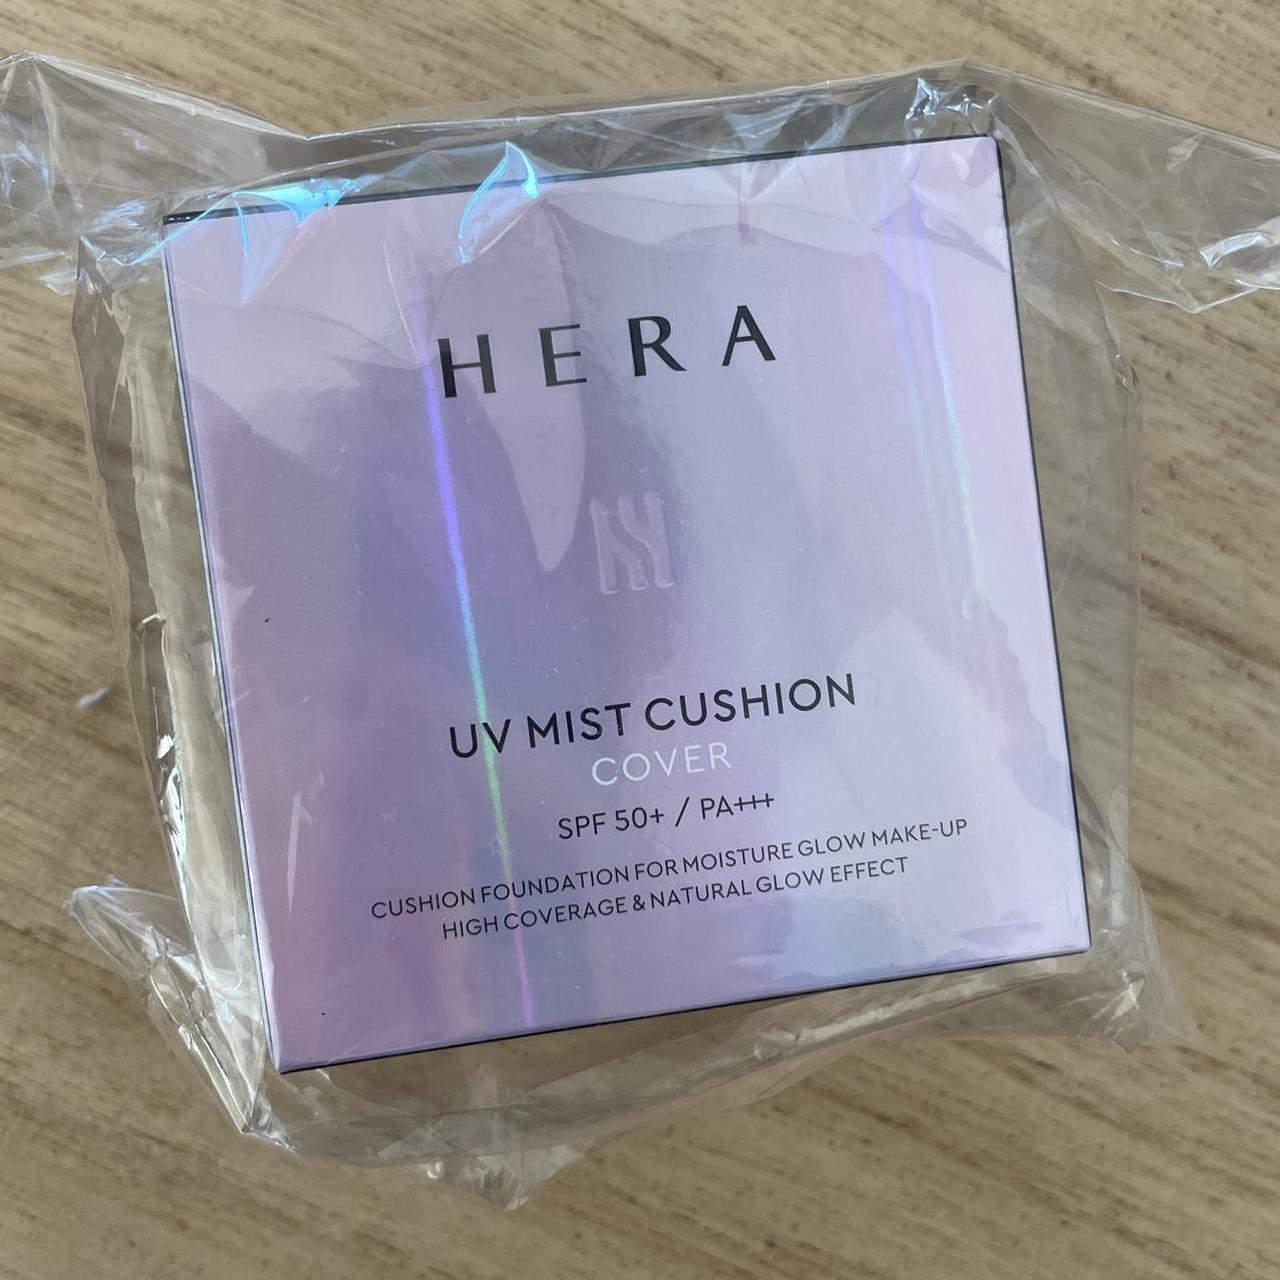 HERA
UV MIST CUSHION
COVER
SPF 50+ / PA+++
CUSHION FOUNDATION FOR MOISTURE GLOW MAKE-UP
HIGH COVERAGE & NATURAL GLOW EFFECT